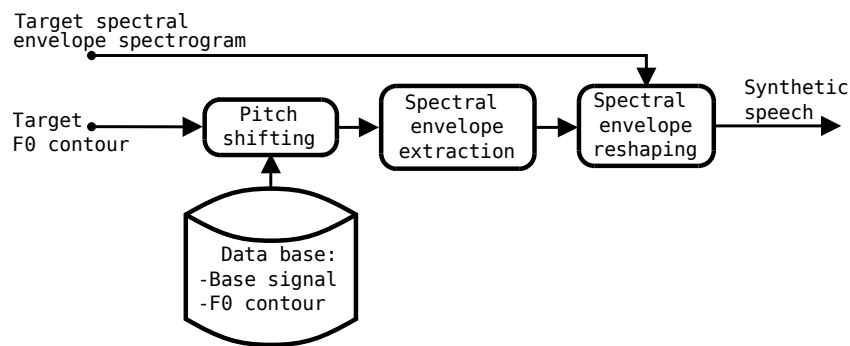 Target spectral
envelope spectrogram
Target
F0 contour
Pitch
shifting
Spectral
envelope
extraction
Spectral
envelope
reshaping
Synthetic
speech
Data base:
-Base signal
-F0 contour